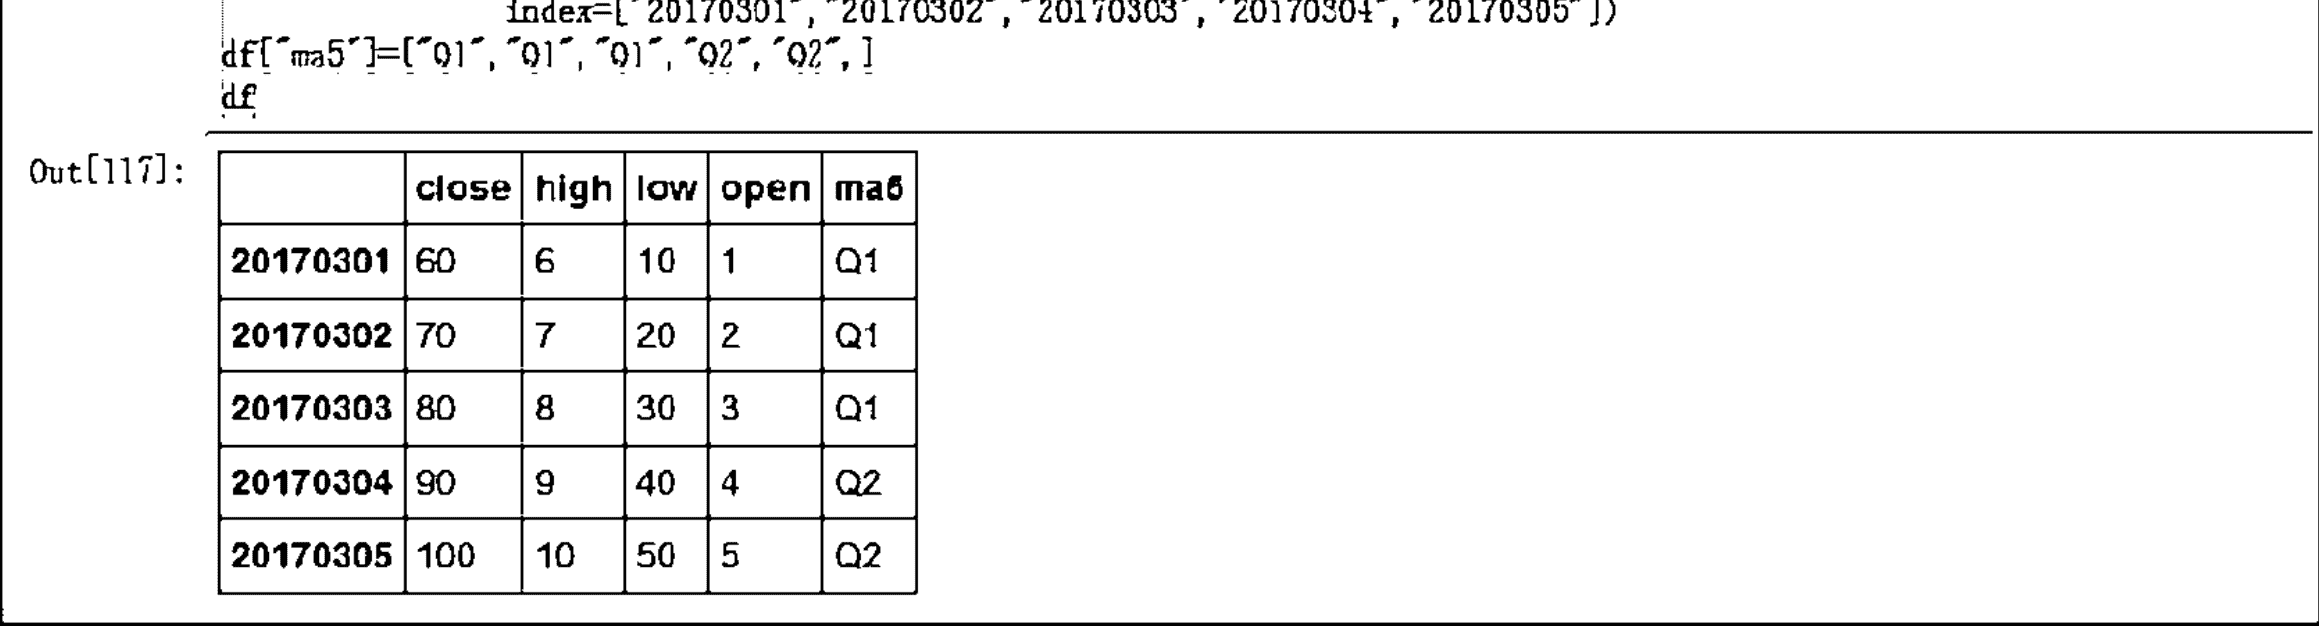 index=["20170301","20170302","20170303","20170304","20170305"])
df["ma5"]=["Q1","Q1","Q1","Q2","Q2",]
df
Out[117]:
close high low open ma5
20170301 60 6 10 1 Q1
20170302 70 7 20 2 Q1
20170303 80 8 30 3 Q1
20170304 90 9 40 4 Q2
20170305 100 10 50 5 Q2